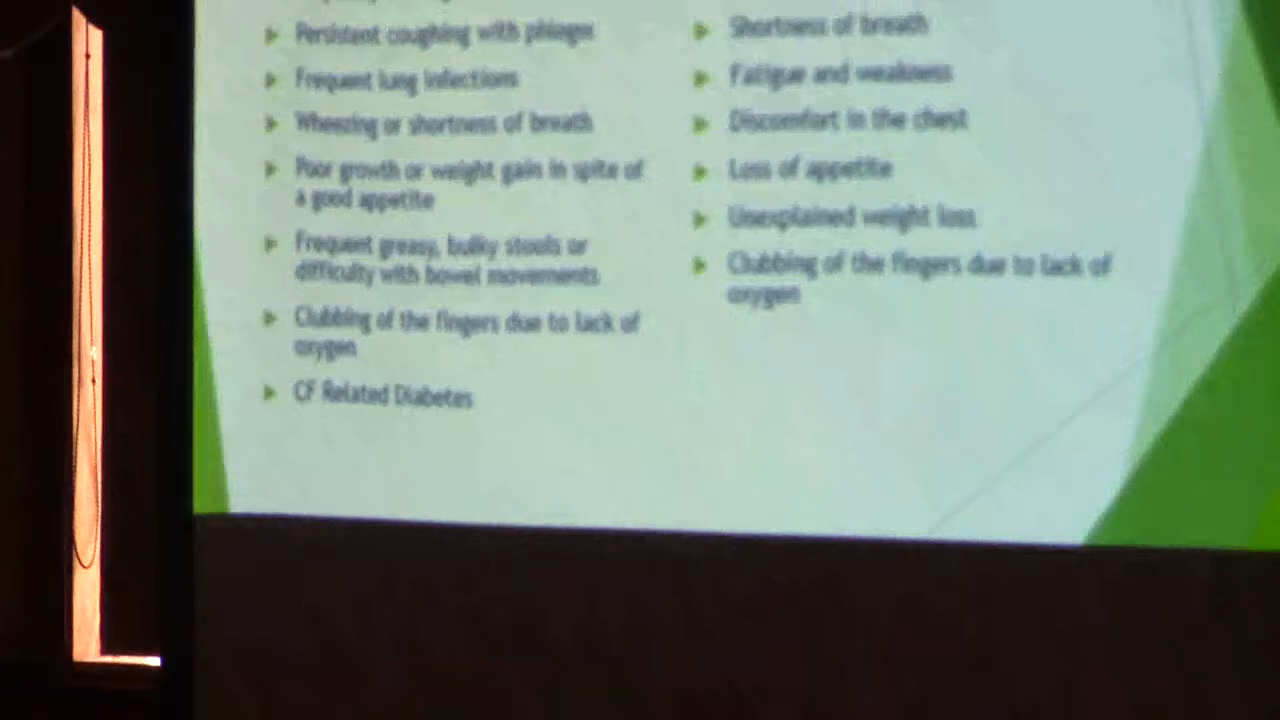 Persistent coughing with phlegm
Frequent lung infections
Wheezing or shortness of breath
Poor growth or weight gain in spite of
a good appetite
Frequent greasy, bulky stools or
difficulty with bowel movements
Clubbing of the fingers due to lack of
oxygen
CF Related Diabetes
Shortness of breath
Fatigue and weakness
Discomfort in the chest
Loss of appetite
Unexplained weight loss
Clubbing of the fingers due to lack of
oxygen